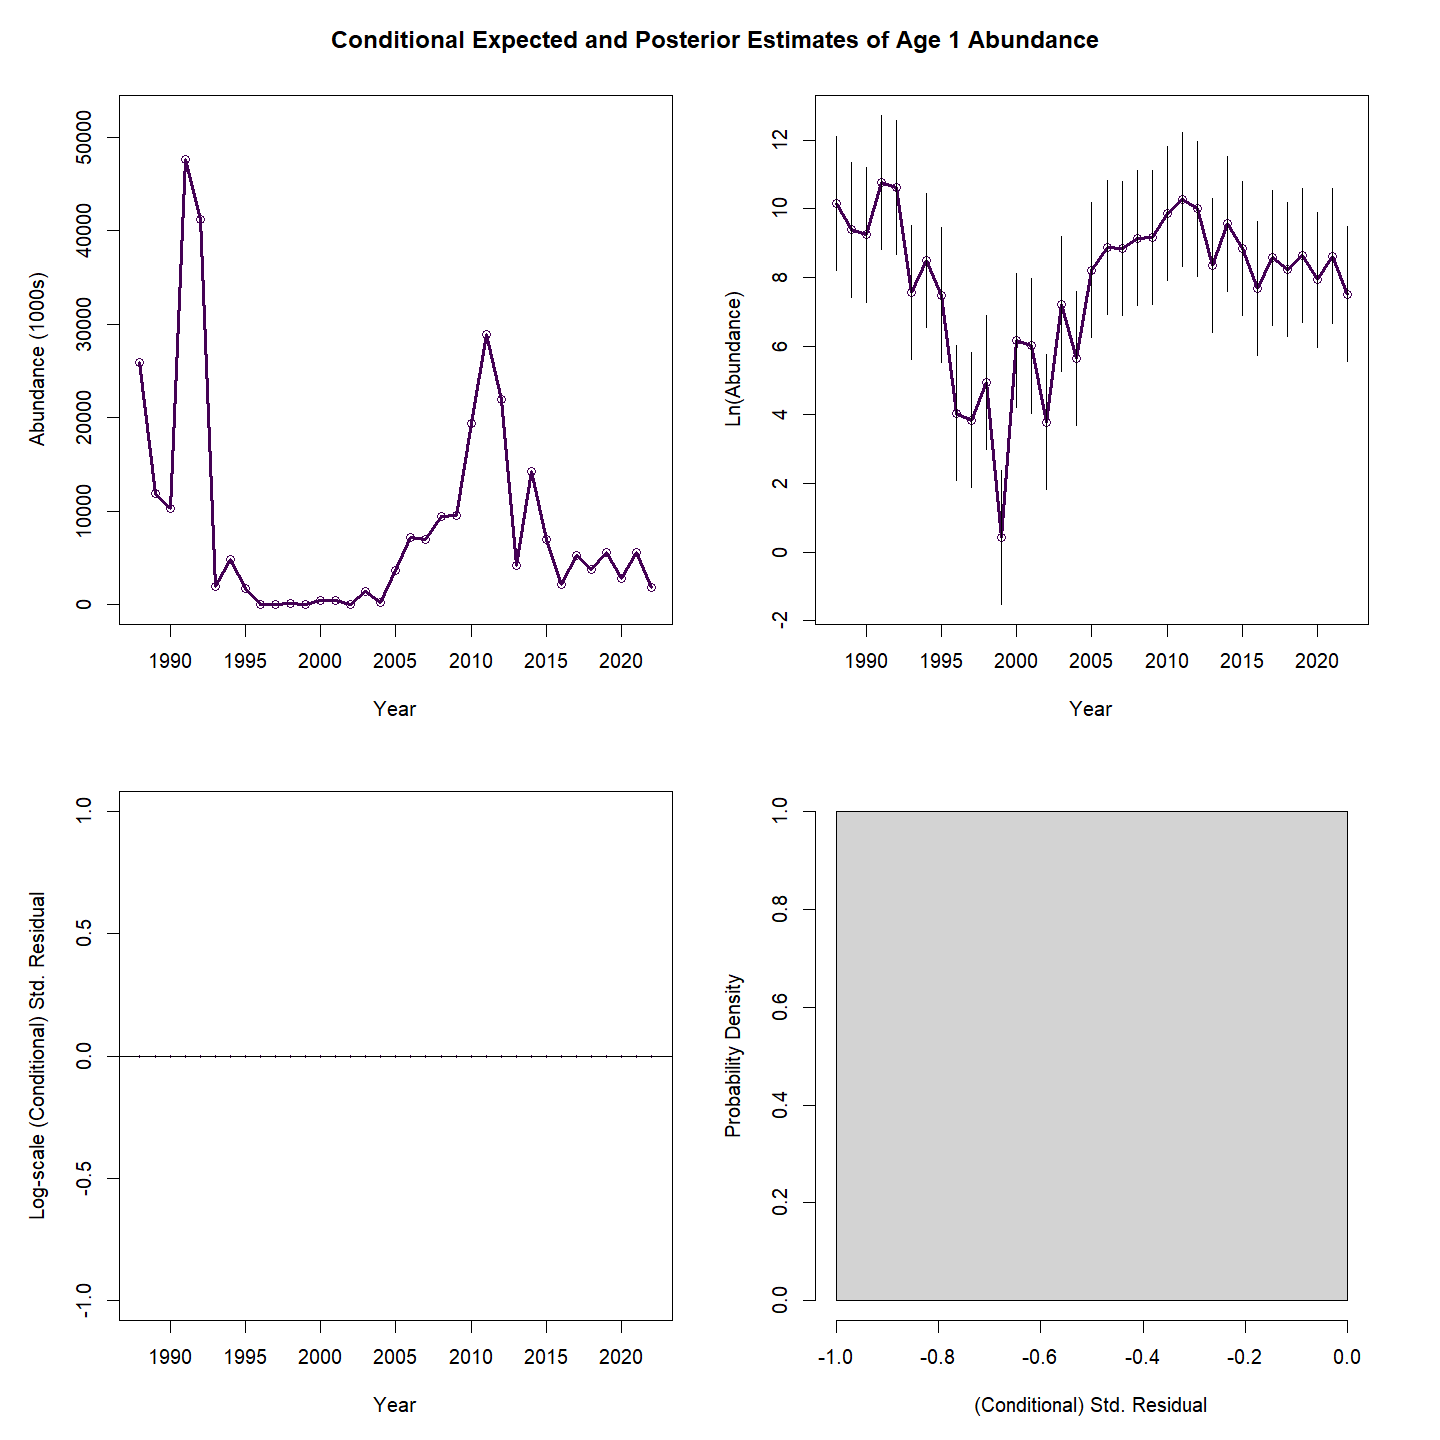 Conditional Expected and Posterior Estimates of Age 1 Abundance
Abundance (1000s)
50000
40000
30000
20000
10000
0
1990 1995 2000 2005 2010 2015 2020
Year
Ln(Abundance)
12
10
8
6
4
2
0
-2
1990 1995 2000 2005 2010 2015 2020
Year
Log-scale (Conditional) Std. Residual
1.0
0.5
0.0
-0.5
-1.0
1990 1995 2000 2005 2010 2015 2020
Year
Probability Density
1.0
0.8
0.6
0.4
0.2
0.0
-1.0 -0.8 -0.6 -0.4 -0.2 0.0
(Conditional) Std. Residual